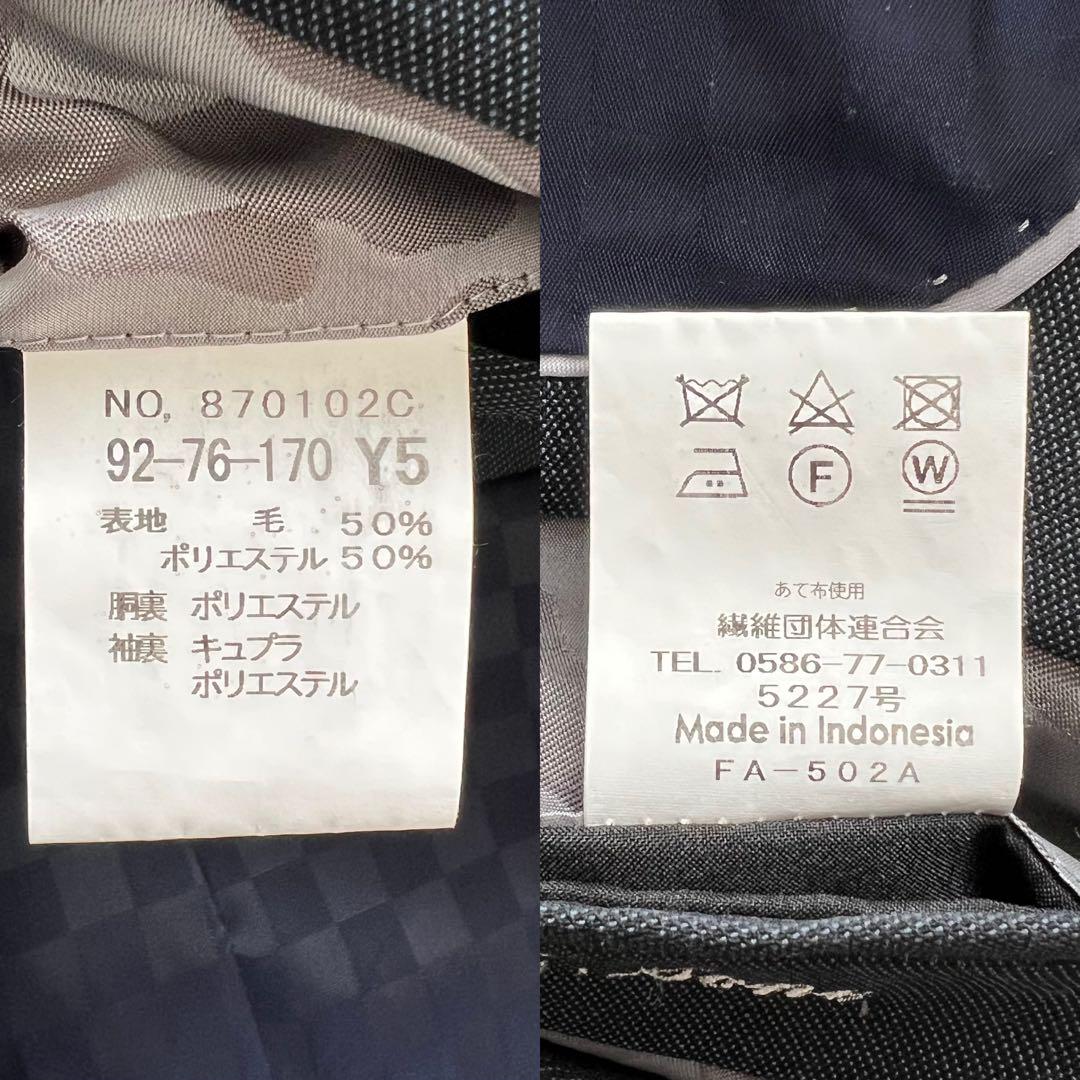 NO. 870102C
92-76-170 Y5
表地 毛 50%
ポリエステル 50%
胴裏 ポリエステル
袖裏 キュプラ
ポリエステル
F W
あて布使用
繊維団体連合会
TEL. 0586-77-0311
5227号
Made in Indonesia
FA-502A